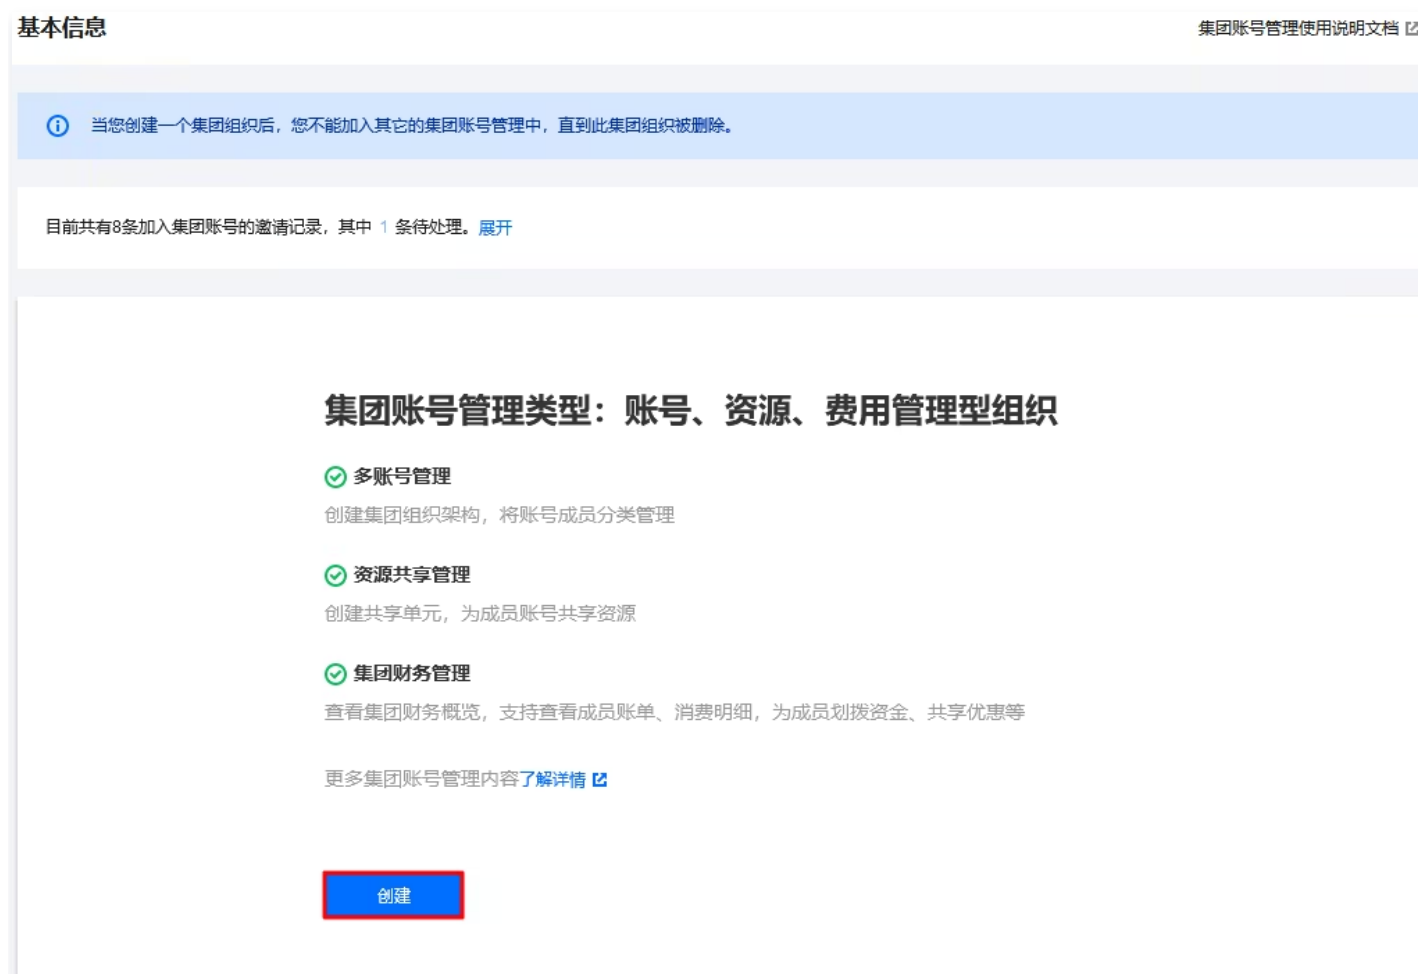 基本信息
集团账号管理使用说明文档
当您创建一个集团组织后，您不能加入其它的集团账号管理中，直到此集团组织被删除。
目前共有8条加入集团账号的邀请记录，其中 1 条待处理。展开
集团账号管理类型：账号、资源、费用管理型组织
多账号管理
创建集团组织架构，将账号成员分类管理
资源共享管理
创建共享单元，为成员账号共享资源
集团财务管理
查看集团财务概览，支持查看成员账单、消费明细，为成员划拨资金、共享优惠等
更多集团账号管理内容了解详情
创建